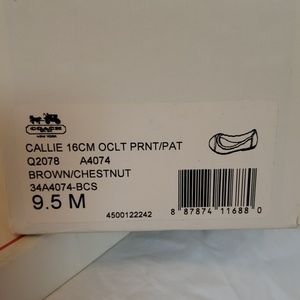 COACH
NEW YORK
CALLIE 16CM OCLT PRNT/PAT
Q2078 A4074
BROWN/CHESTNUT
34A4074-BCS
9.5 M
4500122242
8 87874 11688 0